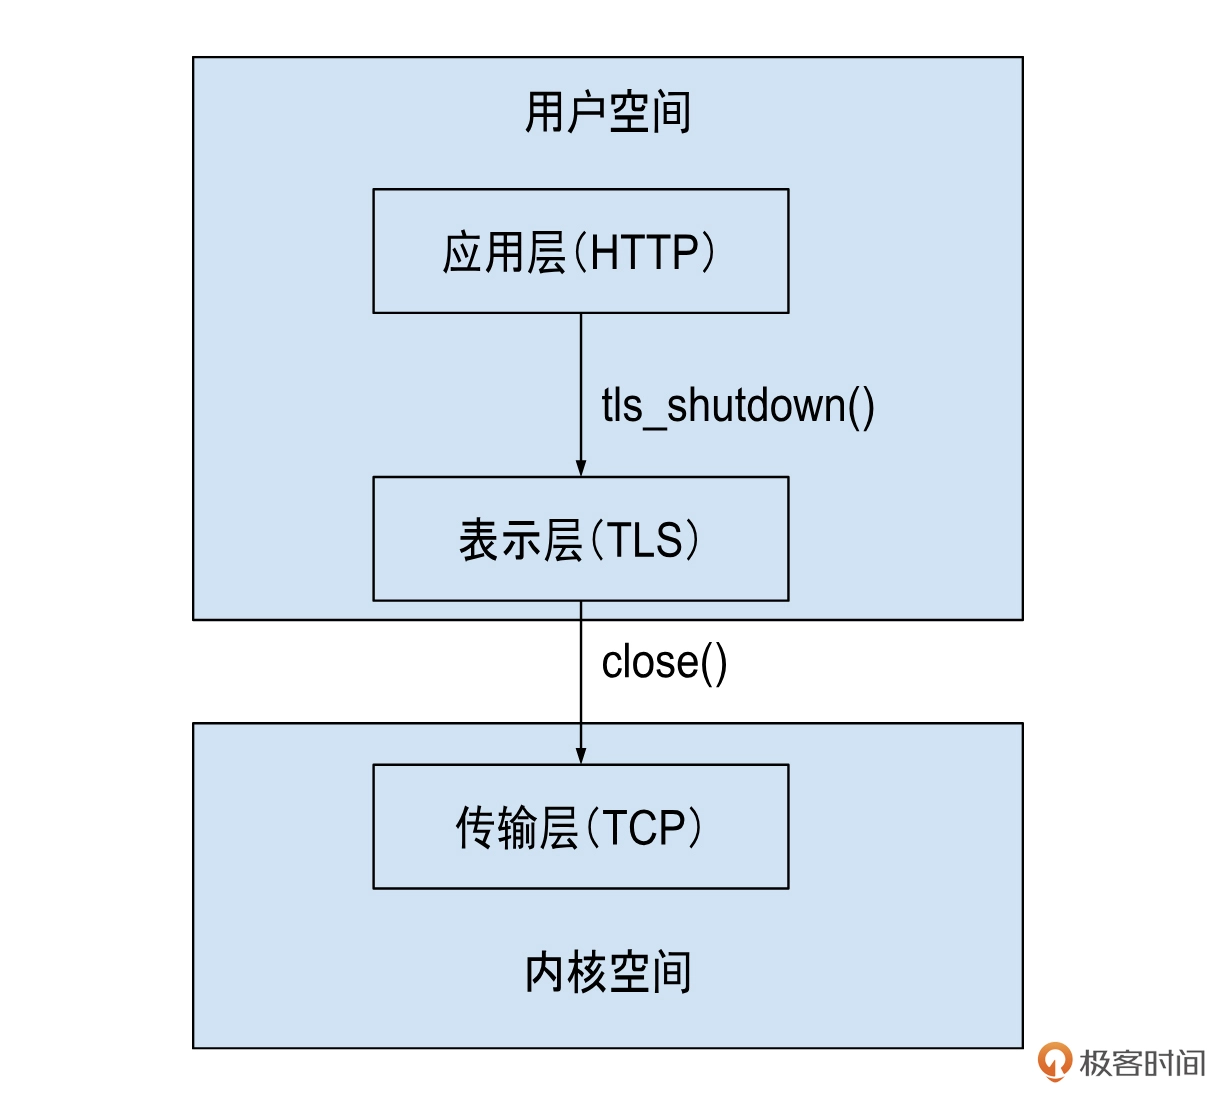 用户空间
应用层（HTTP）
tls_shutdown()
表示层（TLS）
close()
传输层（TCP）
内核空间
极客时间